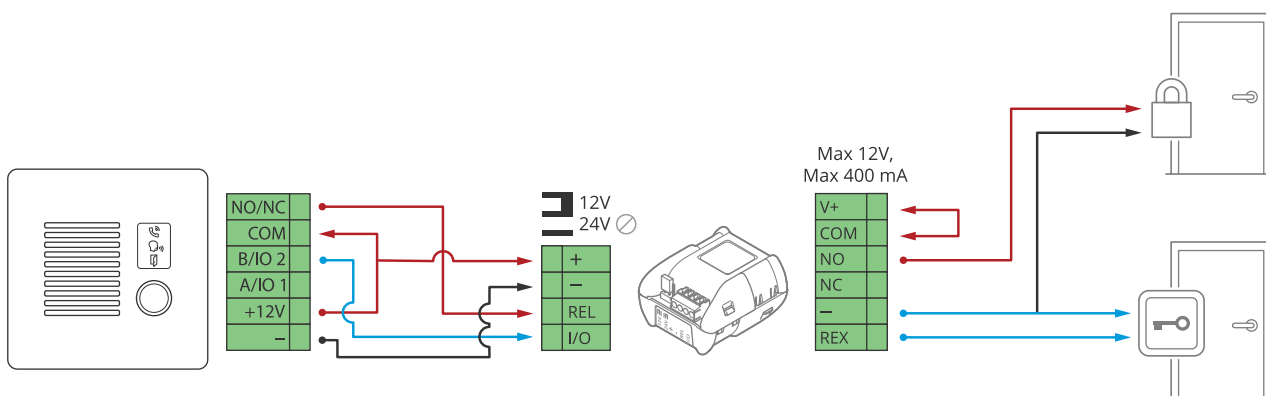 NO/NC
COM
B/IO 2
A/IO 1
+12V
–
12V
24V
+
–
REL
I/O
Max 12V,
Max 400 mA
V+
COM
NO
NC
–
REX